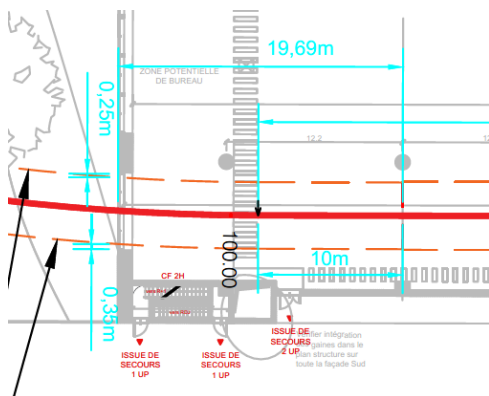 19,69m
ZONE POTENTIELLE
DE BUREAU
0,25m
12.2
12
100.00
10m
CF 2H
0,35m
ISSUE DE
SECOURS
1 UP
ISSUE DE
SECOURS
1 UP
ISSUE DE
SECOURS
2 UP
intégration
gaines dans le
plan structure sur
toute la façade Sud